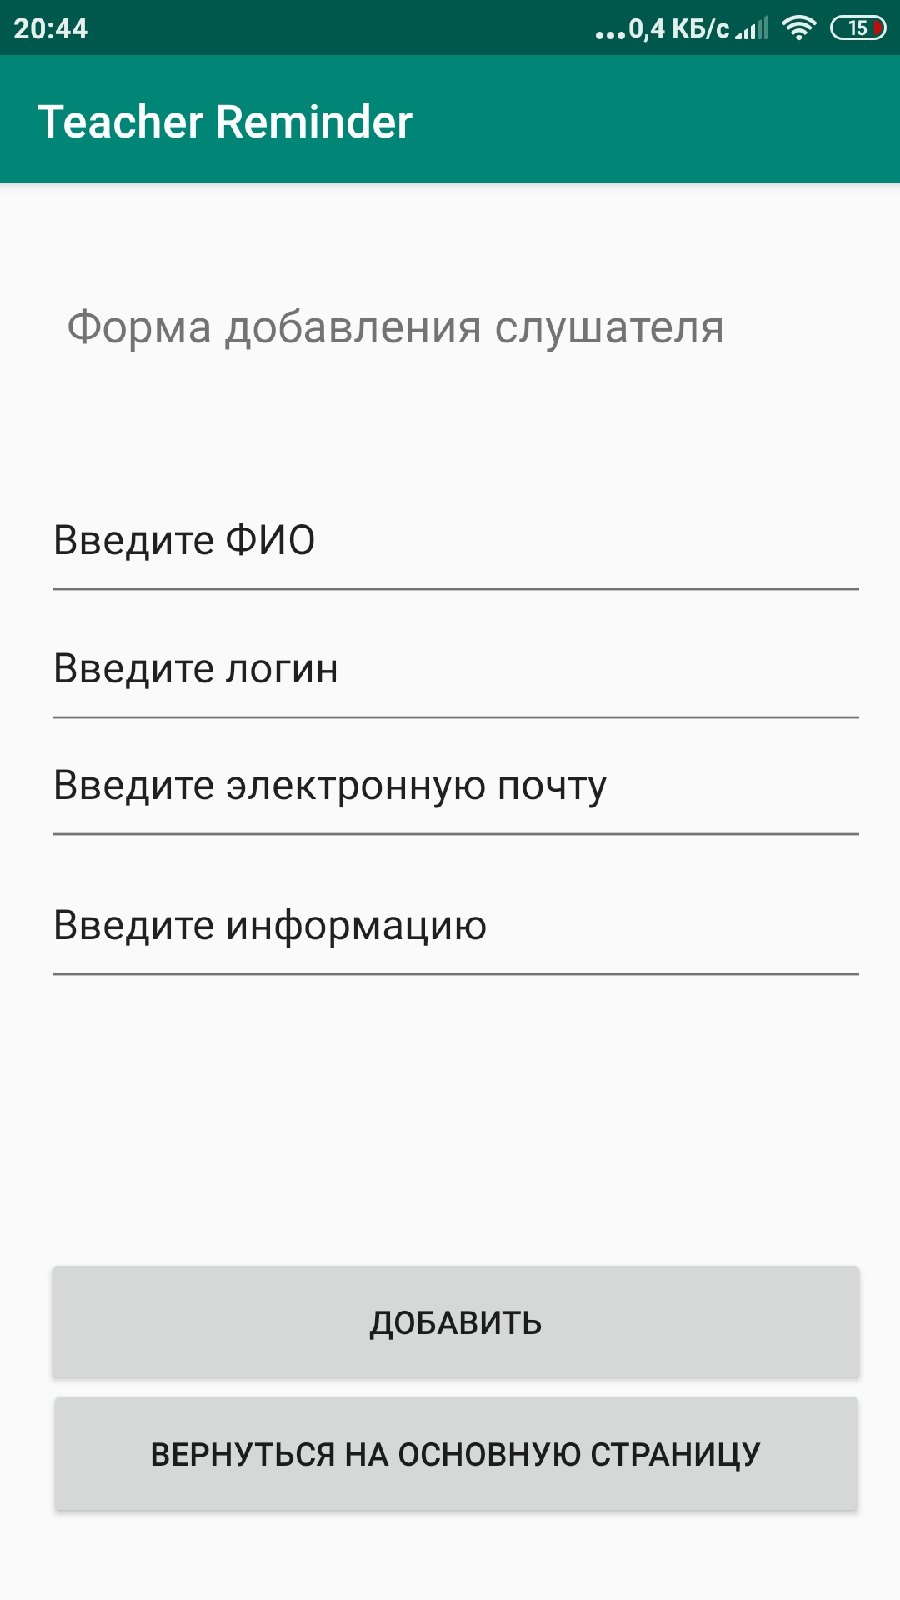 20:44 ...0,4 КБ/с 15
Teacher Reminder
Форма добавления слушателя
Введите ФИО
Введите логин
Введите электронную почту
Введите информацию
ДОБАВИТЬ
ВЕРНУТЬСЯ НА ОСНОВНУЮ СТРАНИЦУ